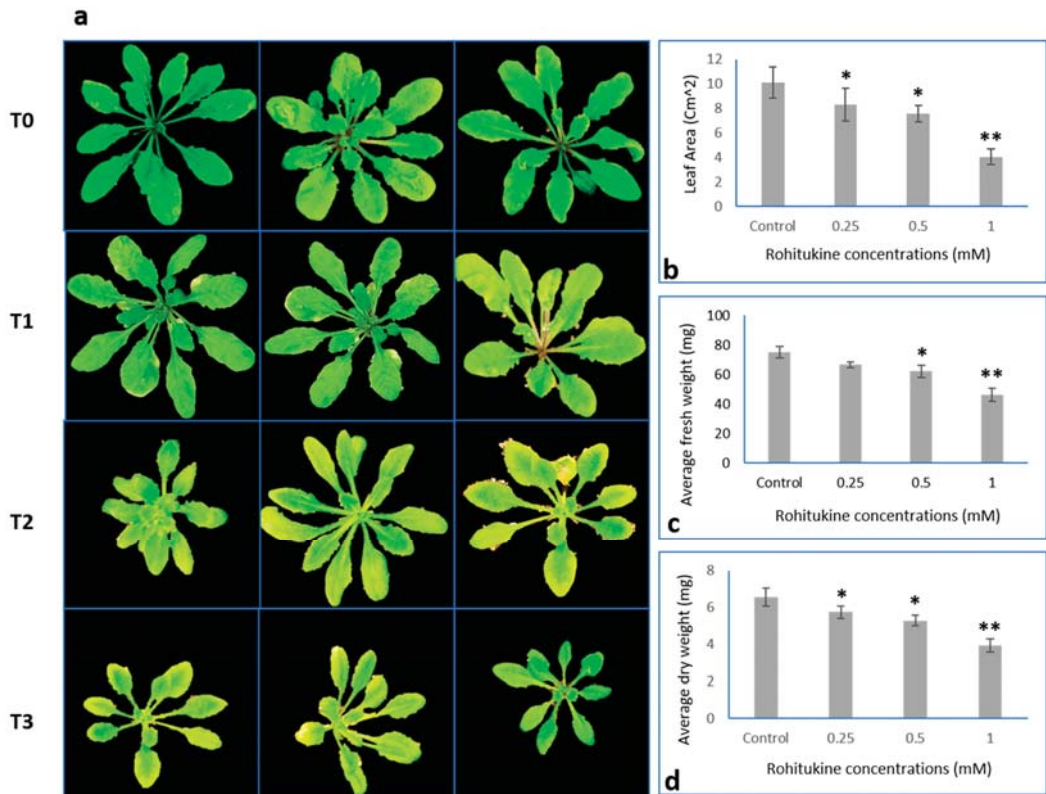 a
T0
T1
T2
T3
12
10
8
6
4
2
0
Leaf Area (Cm^2)
*
*
**
Control 0.25 0.5 1
Rohitukine concentrations (mM)
b
100
80
60
40
20
0
Average fresh weight (mg)
*
**
Control 0.25 0.5 1
Rohitukine concentrations (mM)
c
8
6
4
2
0
Average dry weight (mg)
*
*
**
Control 0.25 0.5 1
Rohitukine concentrations (mM)
d